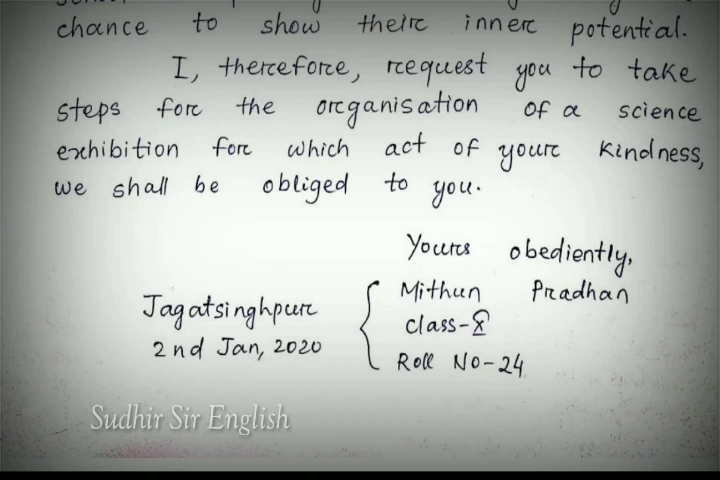 chance to show their inner potential.
I, therefore, request you to take
steps for the organisation of a science
exhibition for which act of your kindness,
we shall be obliged to you.
Yours obediently,
Mithun Pradhan
Jagatsinghpur
class-X
2nd Jan, 2020
Roll No-24
Sudhir Sir English